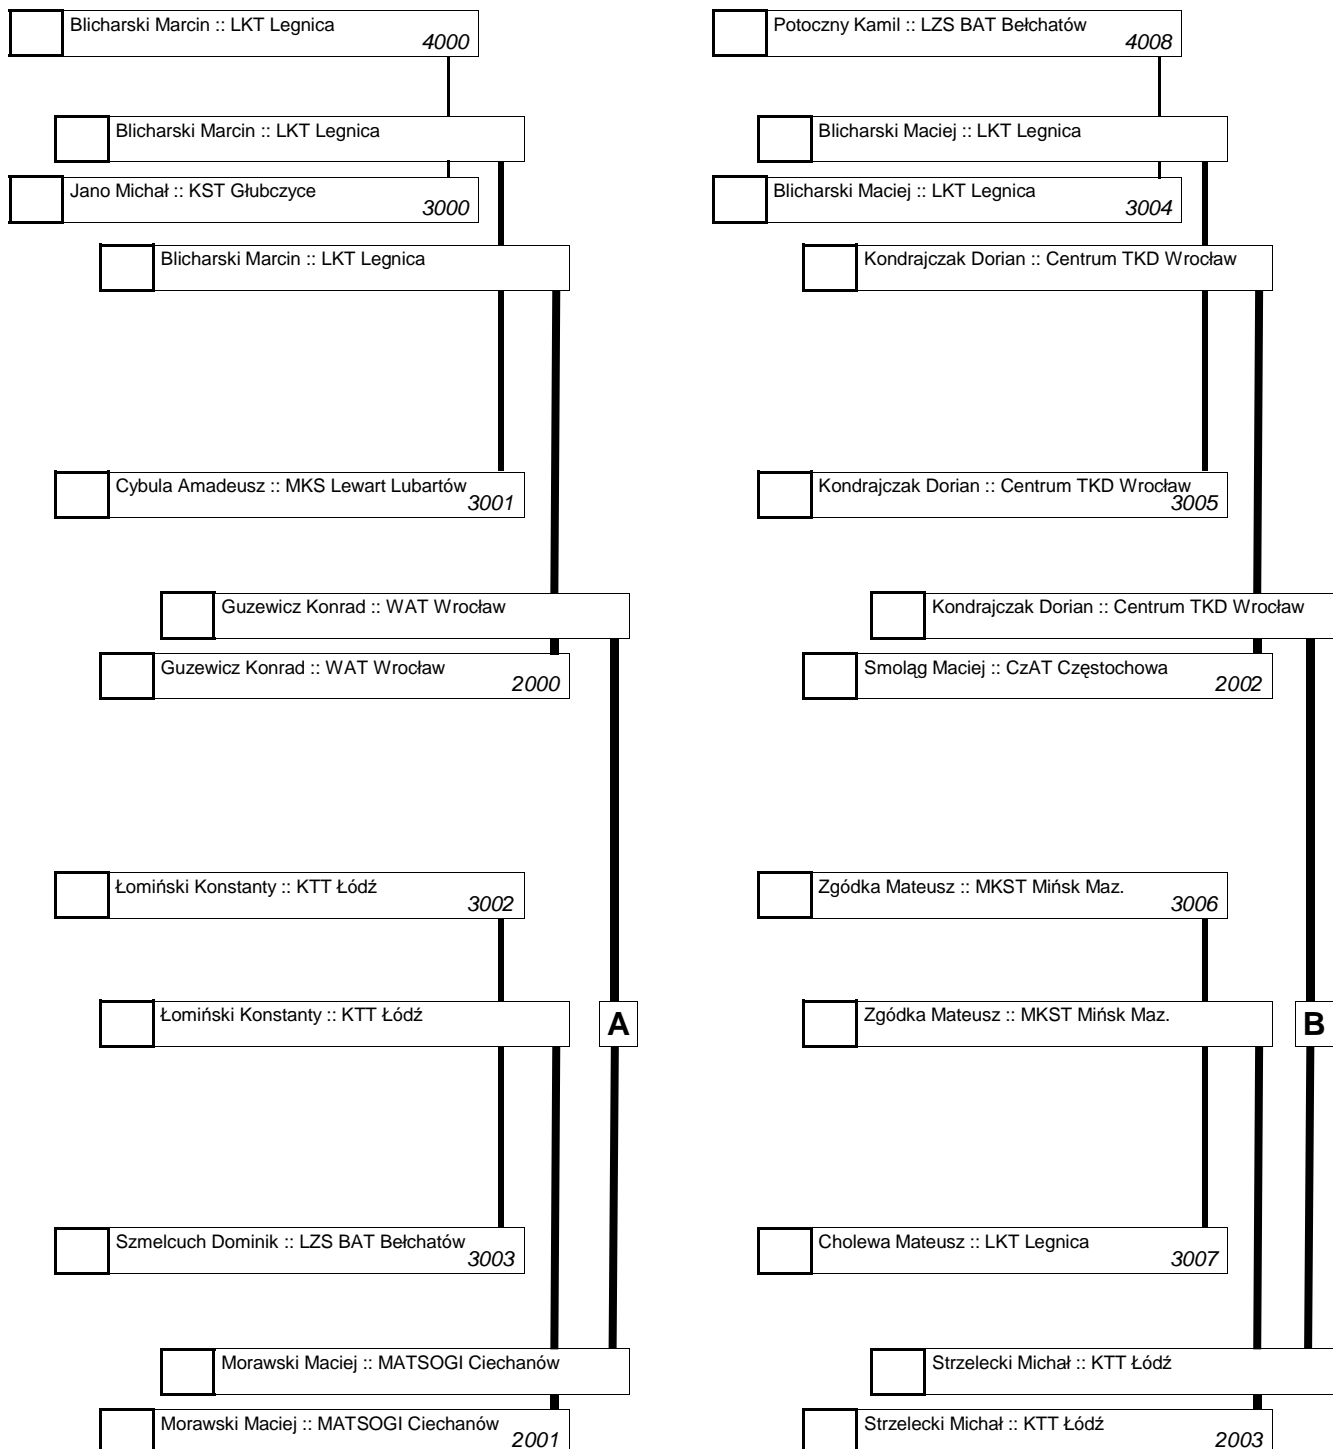 Blicharski Marcin :: LKT Legnica
4000
Blicharski Marcin :: LKT Legnica
Jano Michał :: KST Głubczyce
3000
Blicharski Marcin :: LKT Legnica
Cybula Amadeusz :: MKS Lewart Lubartów
3001
Guzewicz Konrad :: WAT Wrocław
Guzewicz Konrad :: WAT Wrocław
2000
Łomiński Konstanty :: KTT Łódź
3002
Łomiński Konstanty :: KTT Łódź
A
Szmelcuch Dominik :: LZS BAT Bełchatów
3003
Morawski Maciej :: MATSOGI Ciechanów
Morawski Maciej :: MATSOGI Ciechanów
2001
Potoczny Kamil :: LZS BAT Bełchatów
4008
Blicharski Maciej :: LKT Legnica
Blicharski Maciej :: LKT Legnica
3004
Kondrajczak Dorian :: Centrum TKD Wrocław
Kondrajczak Dorian :: Centrum TKD Wrocław
3005
Kondrajczak Dorian :: Centrum TKD Wrocław
Smoląg Maciej :: CzAT Częstochowa
2002
Zgódka Mateusz :: MKST Mińsk Maz.
3006
Zgódka Mateusz :: MKST Mińsk Maz.
B
Cholewa Mateusz :: LKT Legnica
3007
Strzelecki Michał :: KTT Łódź
Strzelecki Michał :: KTT Łódź
2003